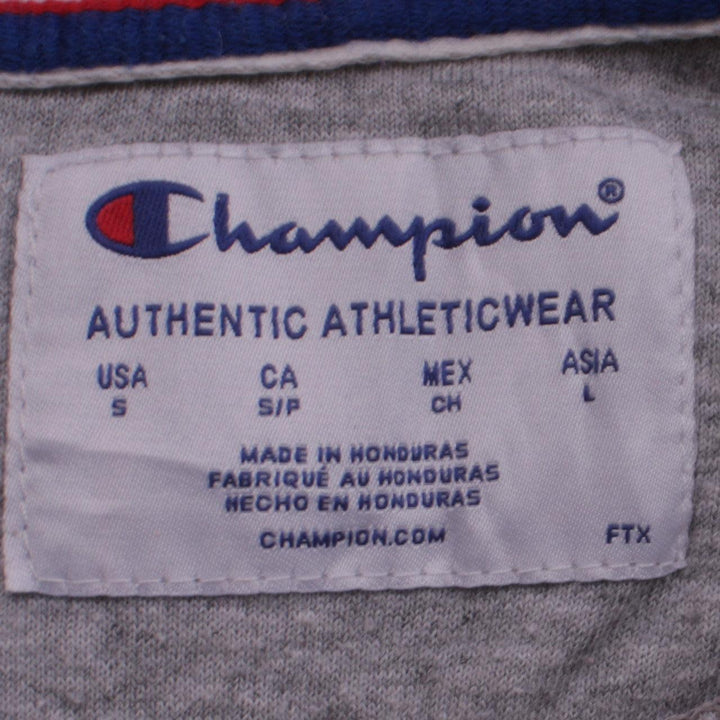 Champion®
AUTHENTIC ATHLETICWEAR
USA CA MEX ASIA
S S/P CH L
MADE IN HONDURAS
FABRIQUÉ AU HONDURAS
HECHO EN HONDURAS
CHAMPION.COM FTX